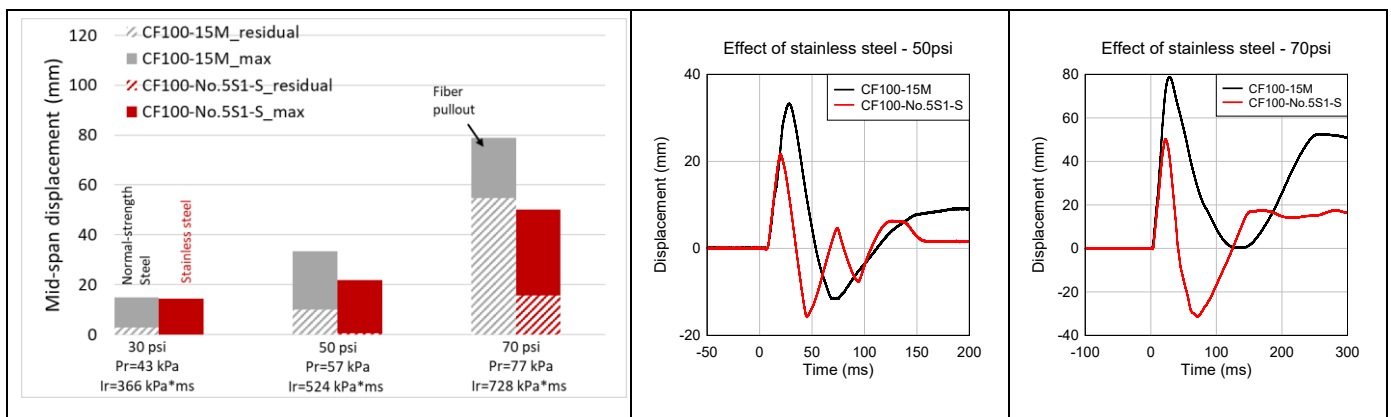 CF100-15M_residual
CF100-15M_max
CF100-No.5S1-S_residual
CF100-No.5S1-S_max
Mid-span displacement (mm)
120
100
80
60
40
20
0
Fiber
pullout
Normal-strength
Steel
Stainless steel
30 psi
Pr=43 kPa
Ir=366 kPa*ms
50 psi
Pr=57 kPa
Ir=524 kPa*ms
70 psi
Pr=77 kPa
Ir=728 kPa*ms
Effect of stainless steel - 50psi
CF100-15M
CF100-No.5S1-S
Displacement (mm)
40
20
0
-20
-50
0
50
100
150
200
Time (ms)
Effect of stainless steel - 70psi
CF100-15M
CF100-No.5S1-S
Displacement (mm)
80
60
40
20
0
-20
-40
-100
0
100
200
300
Time (ms)